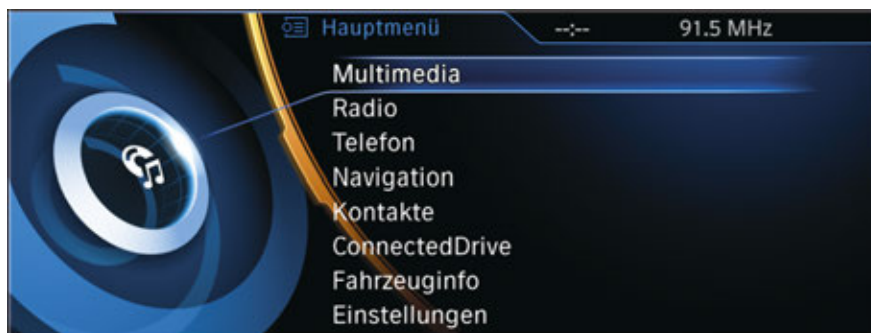 Hauptmenü --:-- 91.5 MHz
Multimedia
Radio
Telefon
Navigation
Kontakte
ConnectedDrive
Fahrzeuginfo
Einstellungen